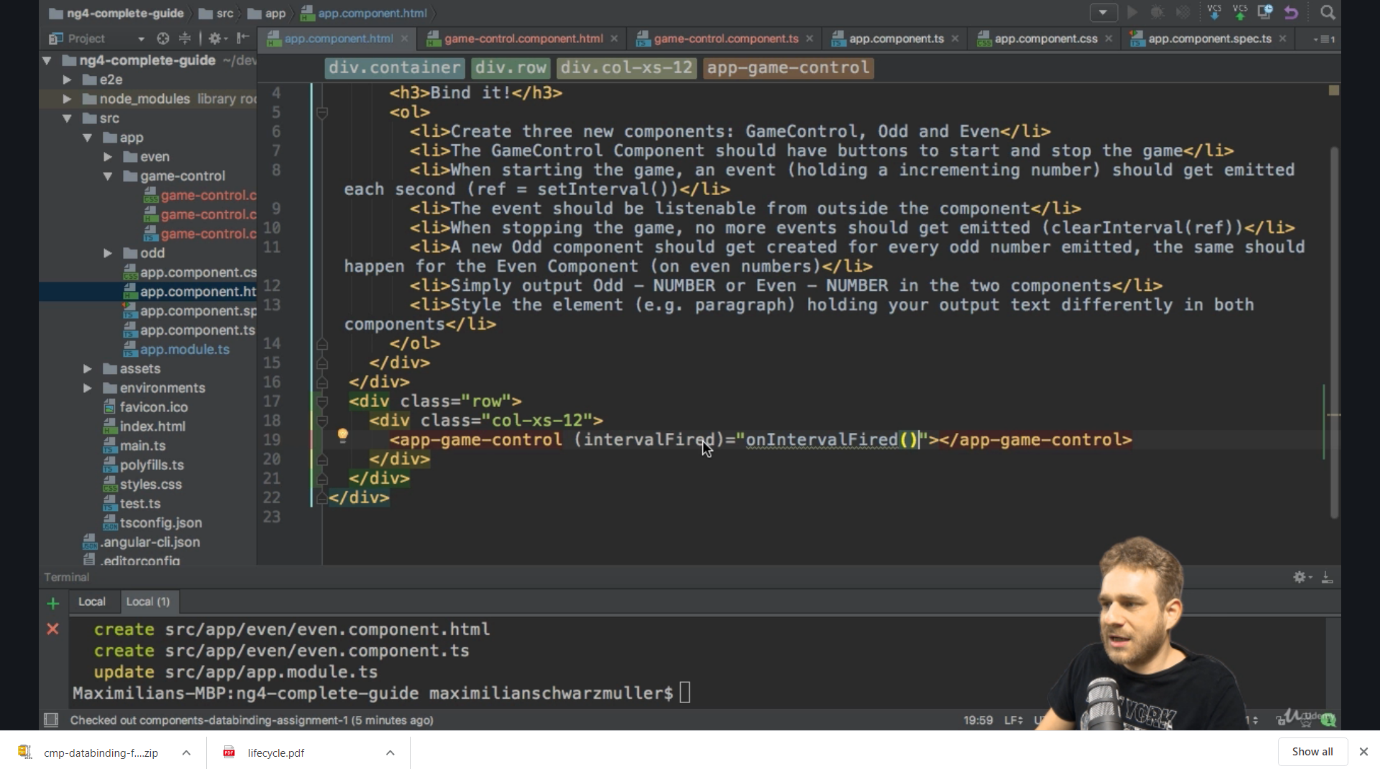 ng4-complete-guide src app app.component.html
Project
app.component.html game-control.component.html game-control.component.ts app.component.ts app.component.css app.component.spec.ts
div.container div.row div.col-xs-12 app-game-control
ng4-complete-guide ~/dev
e2e
node_modules library roo
src
app
even
game-control
game-control.c
game-control.c
game-control.c
odd
app.component.cs
app.component.ht
app.component.sp
app.component.ts
app.module.ts
assets
environments
favicon.ico
index.html
main.ts
polyfills.ts
styles.css
test.ts
tsconfig.json
.angular-cli.json
.editorconfig
4 <h3>Bind it!</h3>
5 <ol>
6 <li>Create three new components: GameControl, Odd and Even</li>
7 <li>The GameControl Component should have buttons to start and stop the game</li>
8 <li>When starting the game, an event (holding a incrementing number) should get emitted
each second (ref = setInterval())</li>
9 <li>The event should be listenable from outside the component</li>
10 <li>When stopping the game, no more events should get emitted (clearInterval(ref))</li>
11 <li>A new Odd component should get created for every odd number emitted, the same should
happen for the Even Component (on even numbers)</li>
12 <li>Simply output Odd - NUMBER or Even - NUMBER in the two components</li>
13 <li>Style the element (e.g. paragraph) holding your output text differently in both
components</li>
14 </ol>
15 </div>
16 </div>
17 <div class="row">
18 <div class="col-xs-12">
19 <app-game-control (intervalFired)="onIntervalFired()"></app-game-control>
20 </div>
21 </div>
22 </div>
23
Terminal
Local Local (1)
create src/app/even/even.component.html
create src/app/even/even.component.ts
update src/app/app.module.ts
Maximilians-MBP:ng4-complete-guide maximilianschwarzmuller$
Checked out components-databinding-assignment-1 (5 minutes ago) 19:59 LF
cmp-databinding-f....zip lifecycle.pdf Show all